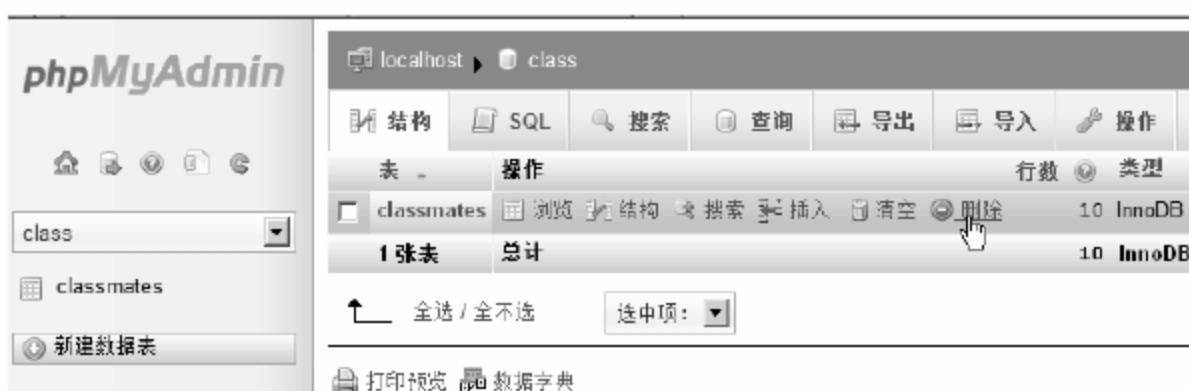 phpMyAdmin
class
classmates
新建数据表
localhost class
结构 SQL 搜索 查询 导出 导入 操作
表 操作 行数 类型
classmates 浏览 结构 搜索 插入 清空 删除 10 InnoDB
1 张表 总计 10 InnoDB
全选 / 全不选 选中项:
打印预览 数据字典